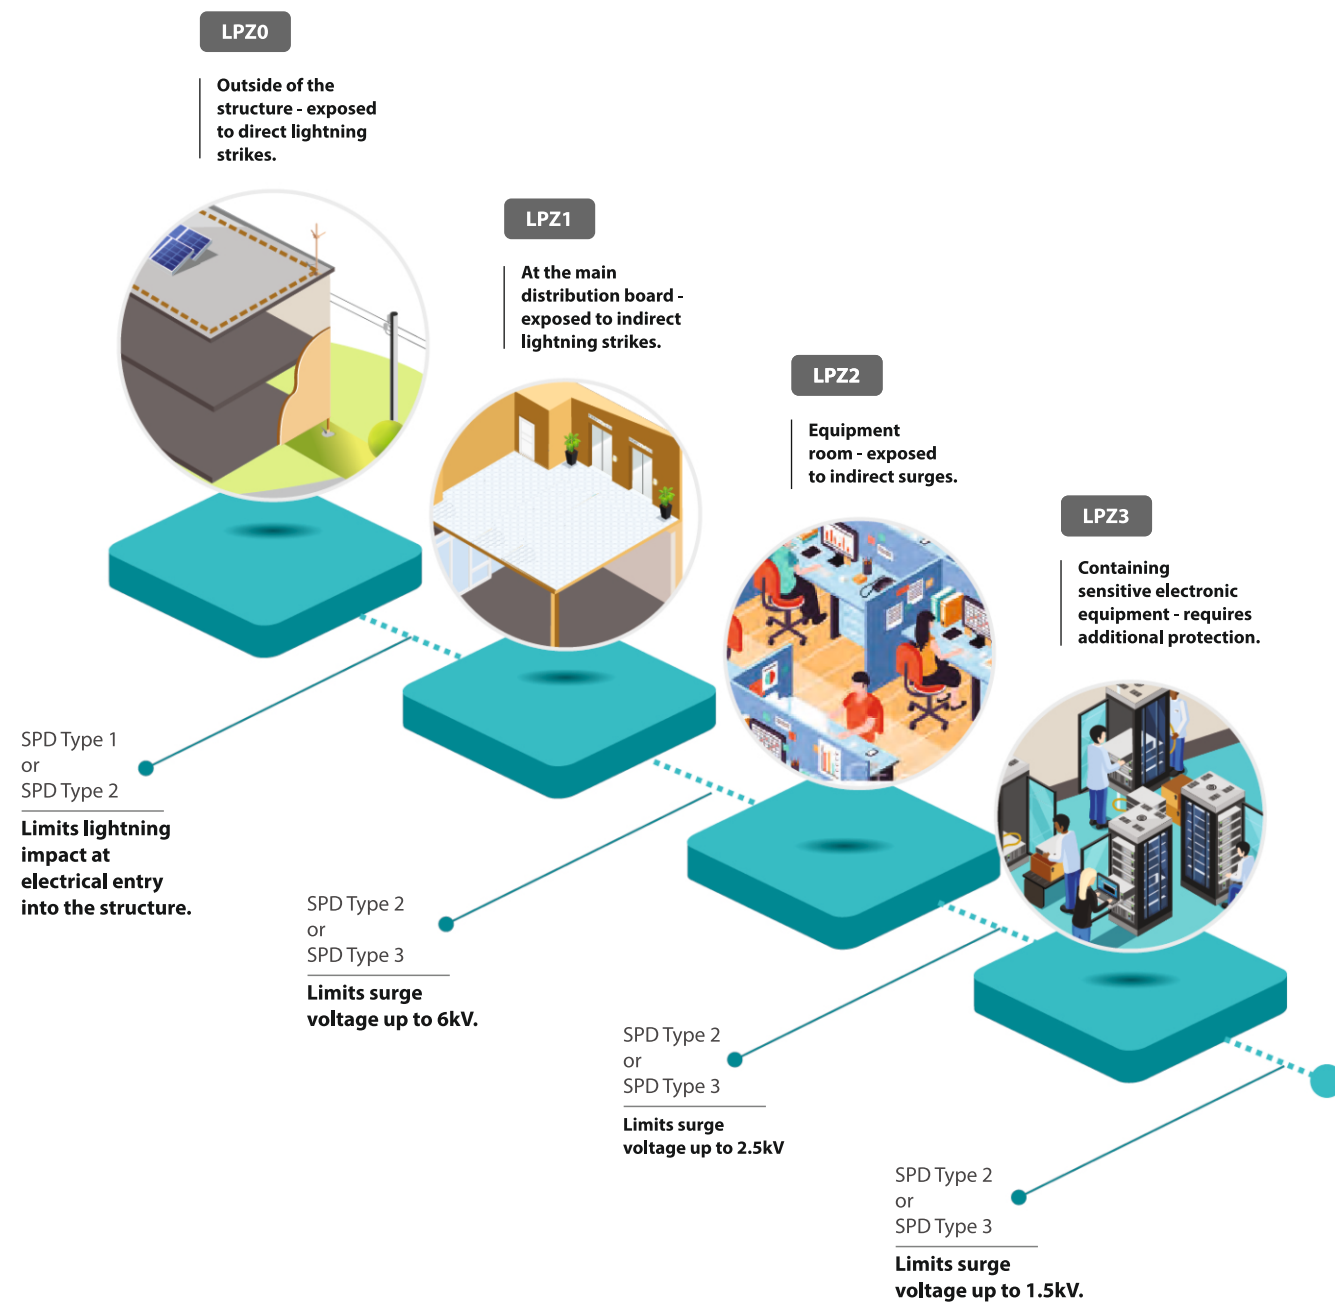 LPZ0
Outside of the
structure - exposed
to direct lightning
strikes.
LPZ1
At the main
distribution board -
exposed to indirect
lightning strikes.
LPZ2
Equipment
room - exposed
to indirect surges.
LPZ3
Containing
sensitive electronic
equipment - requires
additional protection.
SPD Type 1
or
SPD Type 2
Limits lightning
impact at
electrical entry
into the structure.
SPD Type 2
or
SPD Type 3
Limits surge
voltage up to 6kV.
SPD Type 2
or
SPD Type 3
Limits surge
voltage up to 2.5kV
SPD Type 2
or
SPD Type 3
Limits surge
voltage up to 1.5kV.